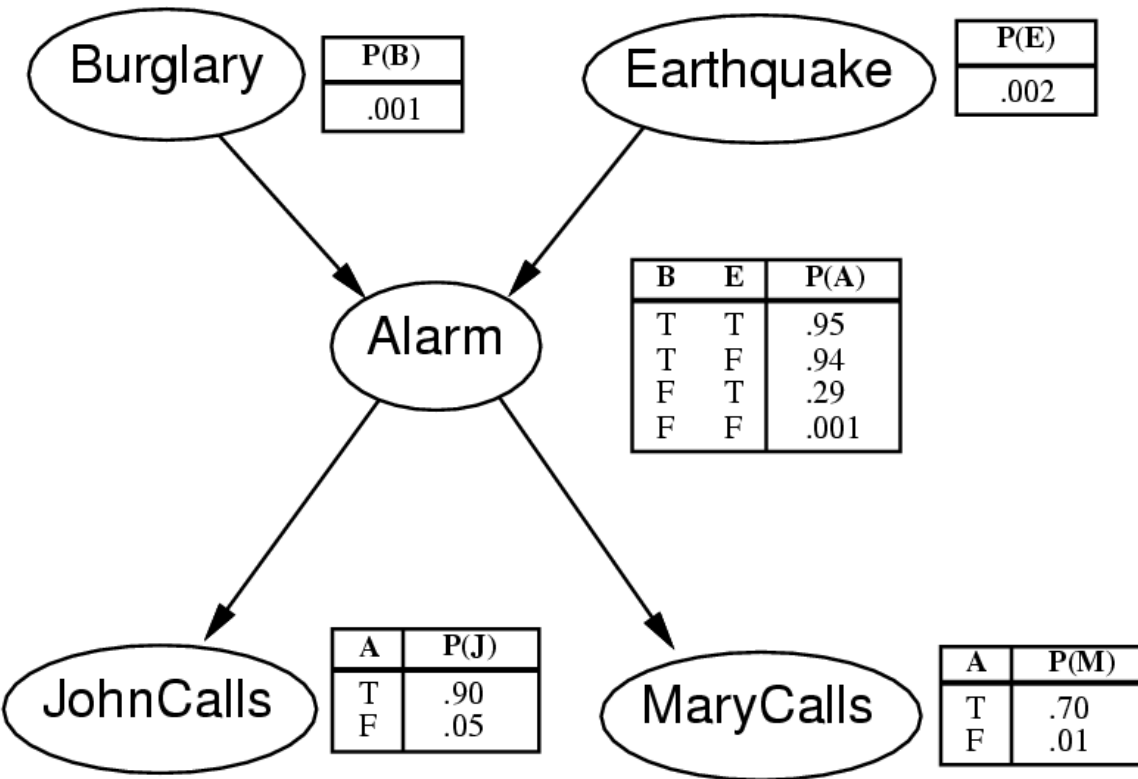 Burglary
P(B)
.001
Earthquake
P(E)
.002
Alarm
B E P(A)
T T .95
T F .94
F T .29
F F .001
JohnCalls
A P(J)
T .90
F .05
MaryCalls
A P(M)
T .70
F .01